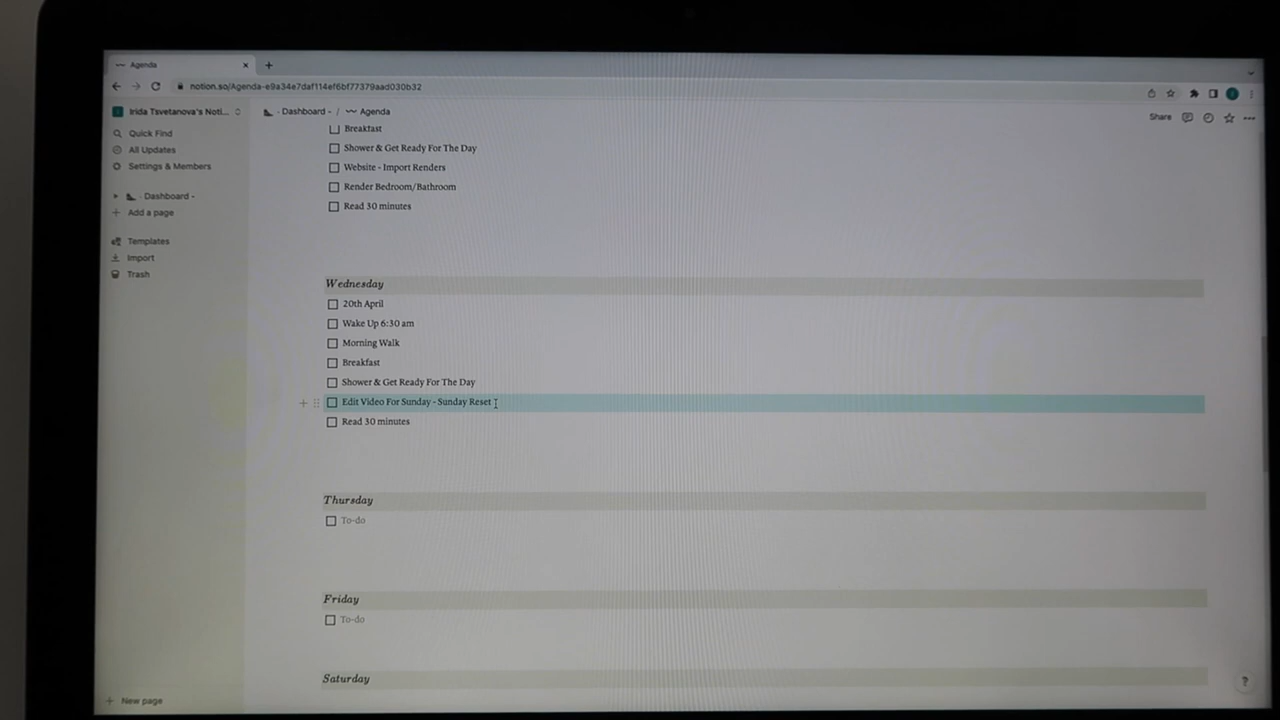 Agenda
notion.so/Agenda-e9a34e7daf114ef6bf77379aad030b32
Irida Tsvetanova's Noti...
- Dashboard - / Agenda
Share
Quick Find
All Updates
Settings & Members
- Dashboard -
Add a page
Templates
Import
Trash
Breakfast
Shower & Get Ready For The Day
Website - Import Renders
Render Bedroom/Bathroom
Read 30 minutes
Wednesday
20th April
Wake Up 6:30 am
Morning Walk
Breakfast
Shower & Get Ready For The Day
Edit Video For Sunday - Sunday Reset
Read 30 minutes
Thursday
To-do
Friday
To-do
Saturday
New page
?